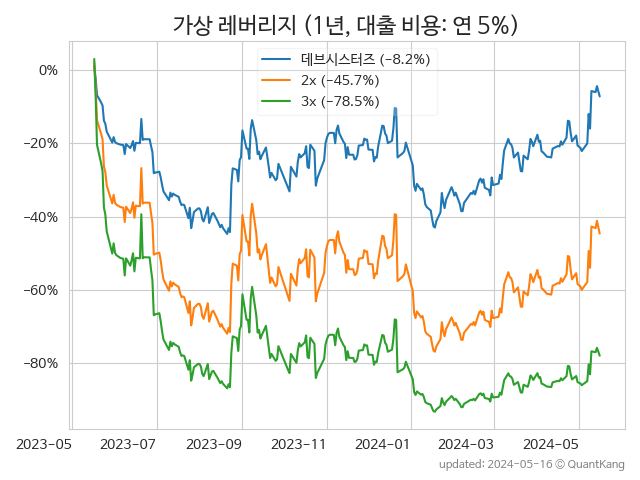 가상 레버리지 (1년, 대출 비용: 연 5%)
데브시스터즈 (−8.2%)
2x (−45.7%)
3x (−78.5%)
0%
−20%
−40%
−60%
−80%
2023−05 2023−07 2023−09 2023−11 2024−01 2024−03 2024−05
updated: 2024−05−16 © QuantKang